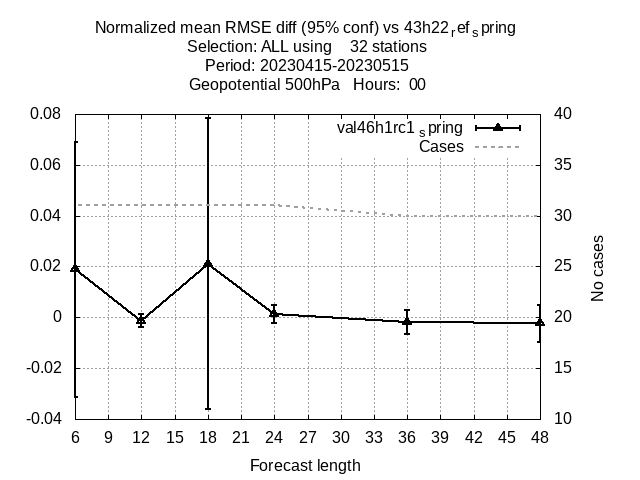 Normalized mean RMSE diff (95% conf) vs 43h22refspring
Selection: ALL using 32 stations
Period: 20230415-20230515
Geopotential 500hPa Hours: 00
0.08 40
val46h1rc1spring
Cases
0.06 35
0.04 30
0.02 25
No cases
0 20
-0.02 15
-0.04 10
6 9 12 15 18 21 24 27 30 33 36 39 42 45 48
Forecast length